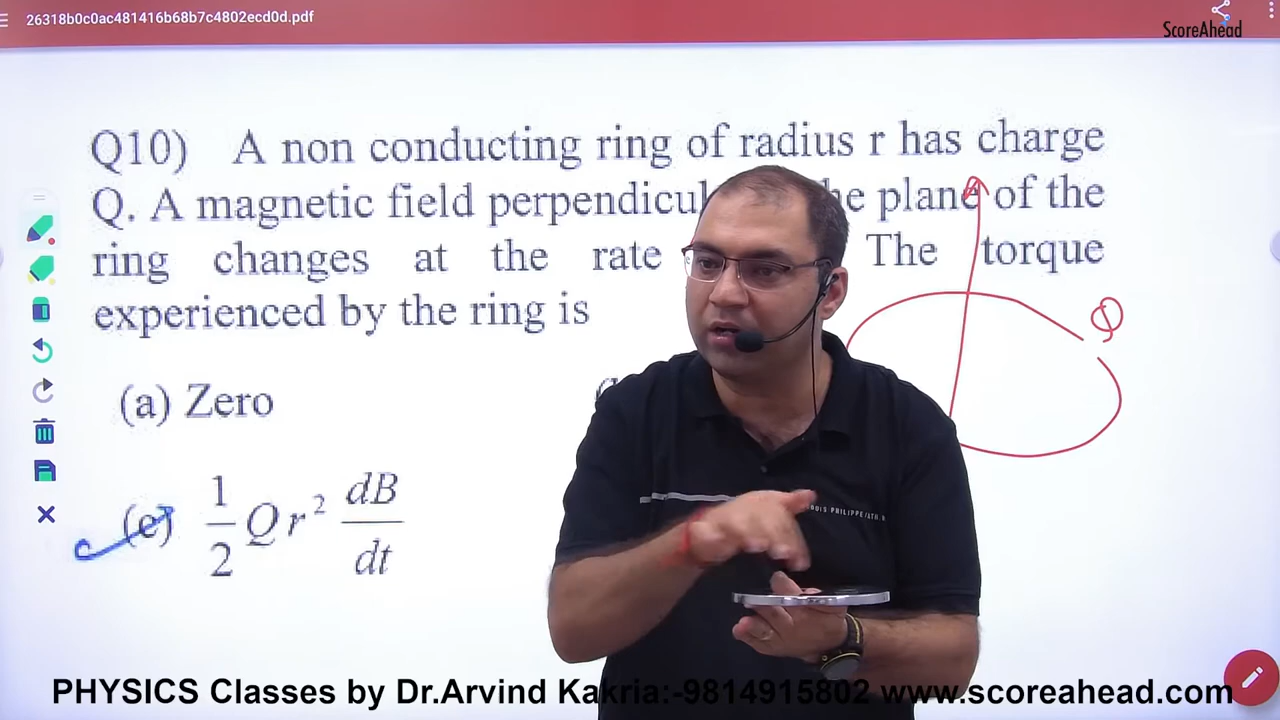 26318b0c0ac481416b68b7c4802ecd0d.pdf
ScoreAhead
Q10) A non conducting ring of radius r has charge
Q. A magnetic field the plane of the
ring changes at the rate The torque
experienced by the ring is
Q
(a) Zero
(c) 1/2 Q r² dB/dt
PHYSICS Classes by Dr.Arvind Kakria:-9814915802 www.scoreahead.com